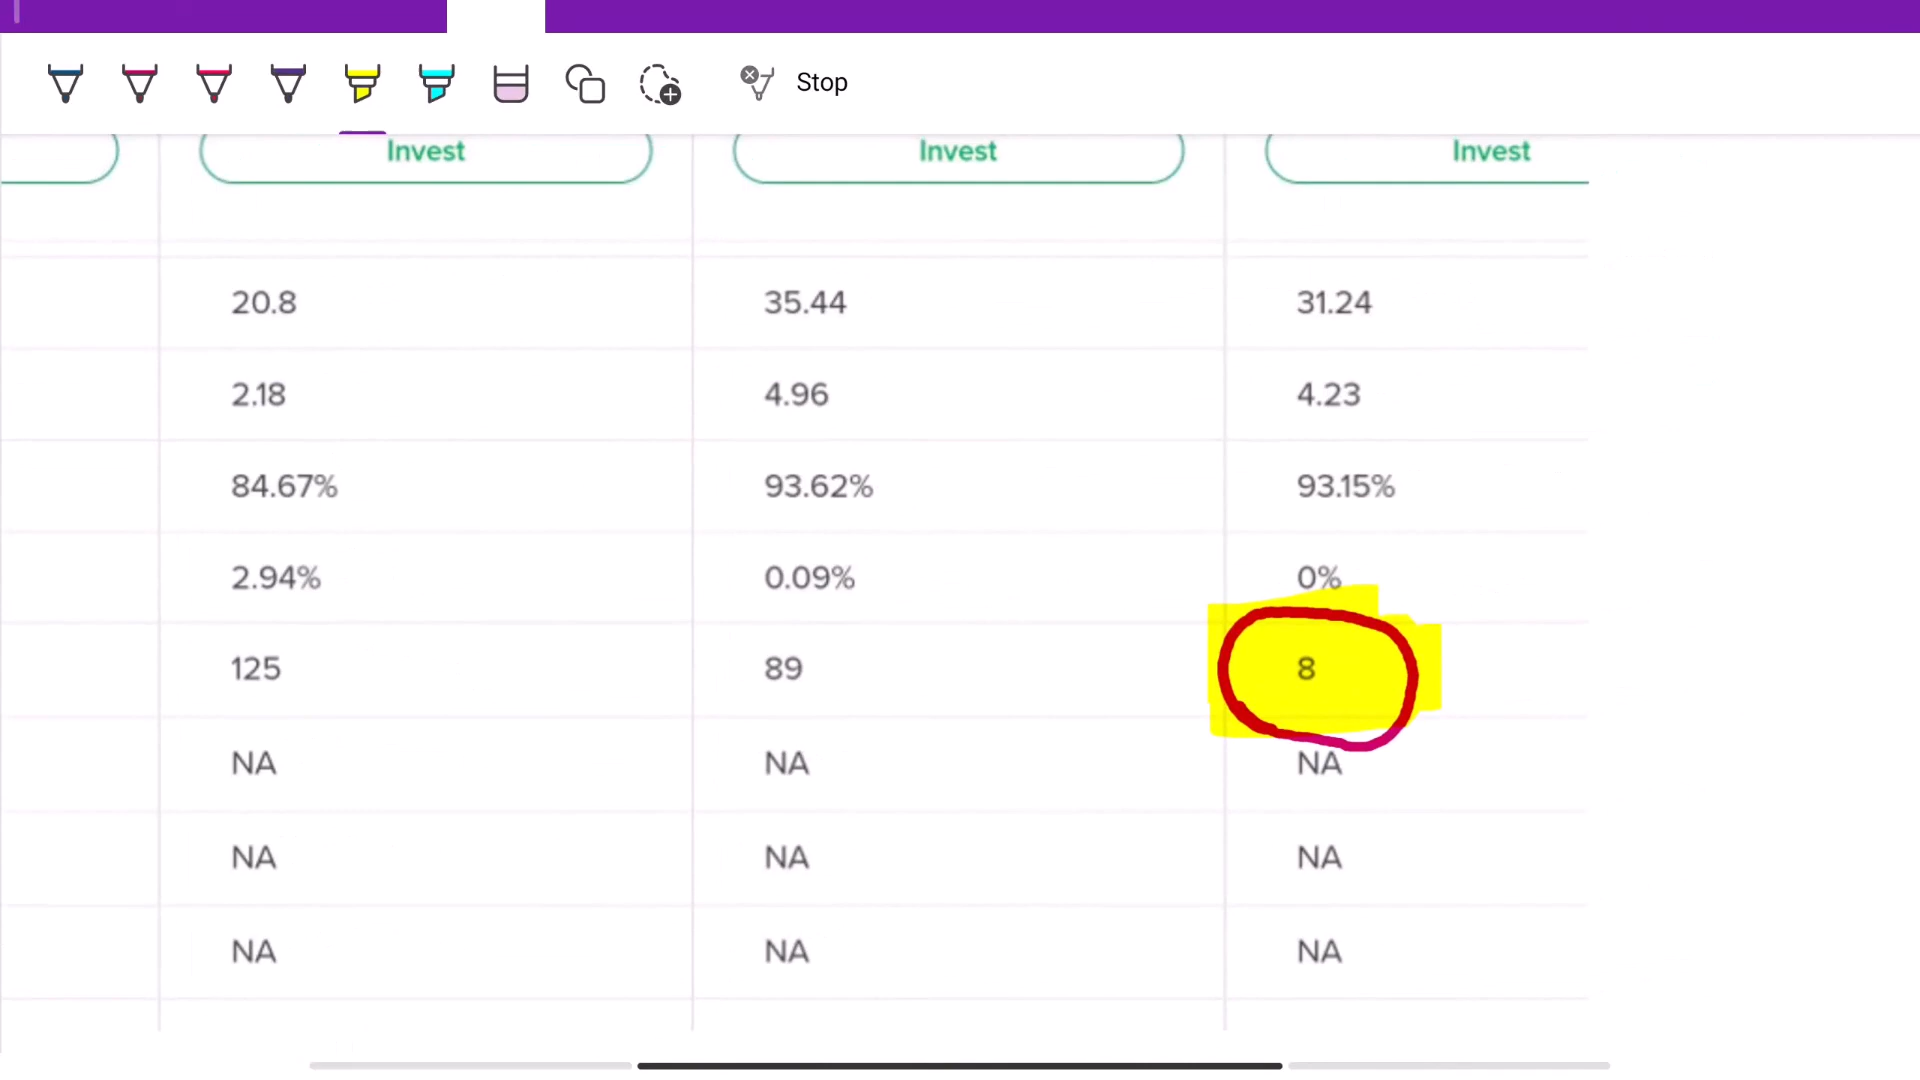 Stop
Invest Invest Invest
20.8 35.44 31.24
2.18 4.96 4.23
84.67% 93.62% 93.15%
2.94% 0.09% 0%
125 89 8
NA NA NA
NA NA NA
NA NA NA